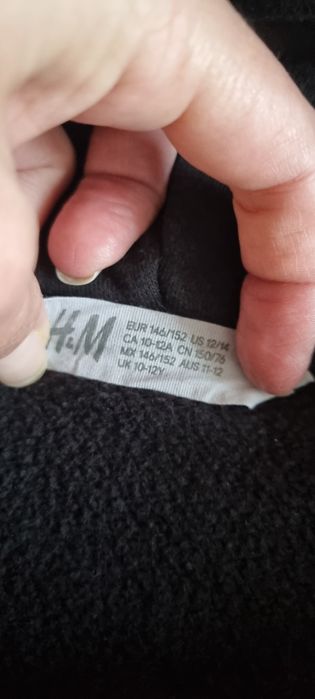 H&M
EUR 146/152 US 12/14
CA 10-12A CN 150/76
MX 146/152 AUS 11-12
UK 10-12Y